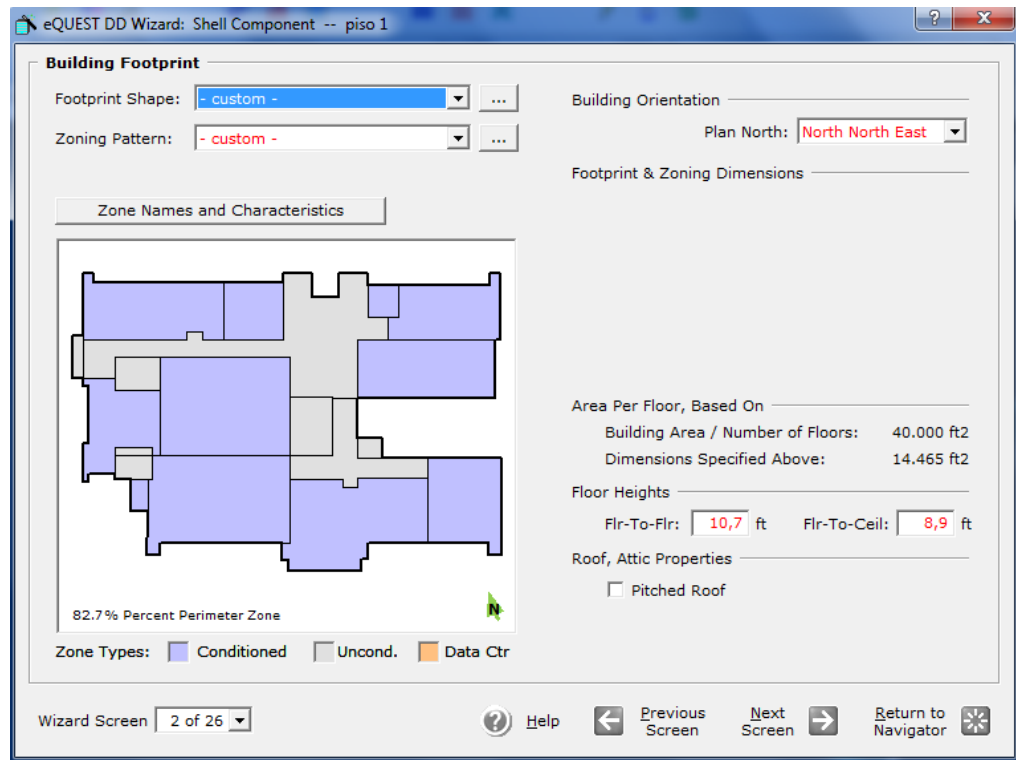 eQUEST DD Wizard: Shell Component -- piso 1
Building Footprint
Footprint Shape: - custom - ...
Zoning Pattern: - custom - ...
Zone Names and Characteristics
Building Orientation
Plan North: North North East
Footprint & Zoning Dimensions
82.7% Percent Perimeter Zone
N
Zone Types: Conditioned Uncond. Data Ctr
Area Per Floor, Based On
Building Area / Number of Floors: 40.000 ft2
Dimensions Specified Above: 14.465 ft2
Floor Heights
Flr-To-Flr: 10,7 ft Flr-To-Ceil: 8,9 ft
Roof, Attic Properties
Pitched Roof
Wizard Screen 2 of 26
? Help
Previous Screen
Next Screen
Return to Navigator